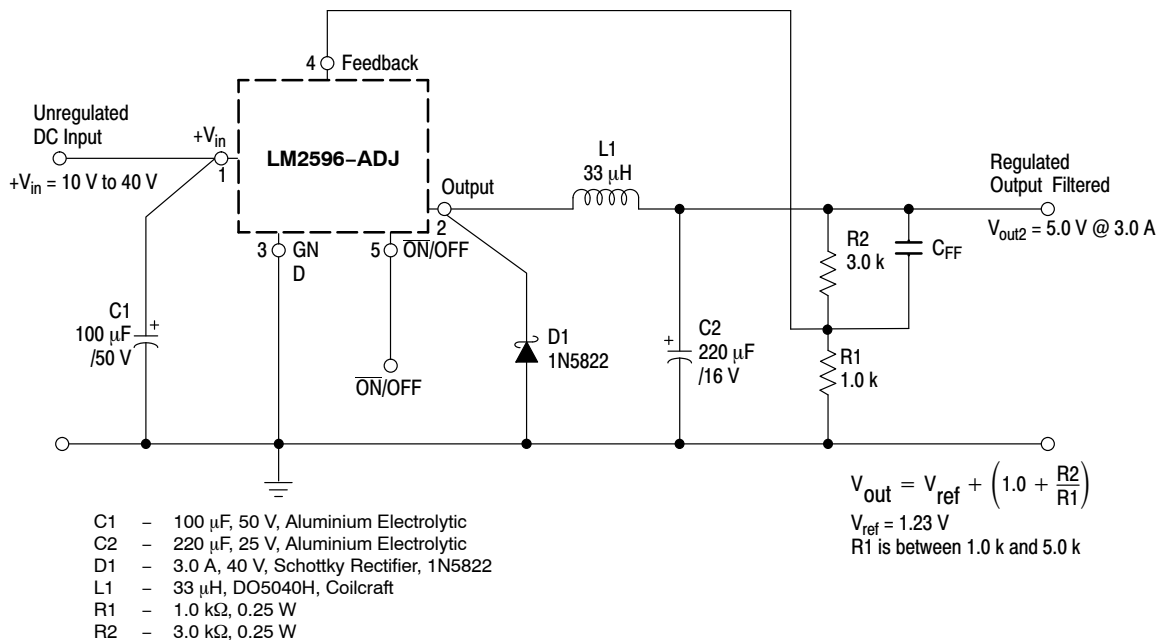 4 Feedback
Unregulated
DC Input
+Vin
1
LM2596–ADJ
+Vin = 10 V to 40 V
Output
2
L1
33 μH
Regulated
Output Filtered
Vout2 = 5.0 V @ 3.0 A
3 GN
D
5 ON/OFF
R2
3.0 k
CFF
C1
100 μF
/50 V
+
ON/OFF
D1
1N5822
+
C2
220 μF
/16 V
R1
1.0 k
Vout = Vref + (1.0 + R2/R1)
Vref = 1.23 V
R1 is between 1.0 k and 5.0 k
C1 – 100 μF, 50 V, Aluminium Electrolytic
C2 – 220 μF, 25 V, Aluminium Electrolytic
D1 – 3.0 A, 40 V, Schottky Rectifier, 1N5822
L1 – 33 μH, DO5040H, Coilcraft
R1 – 1.0 kΩ, 0.25 W
R2 – 3.0 kΩ, 0.25 W